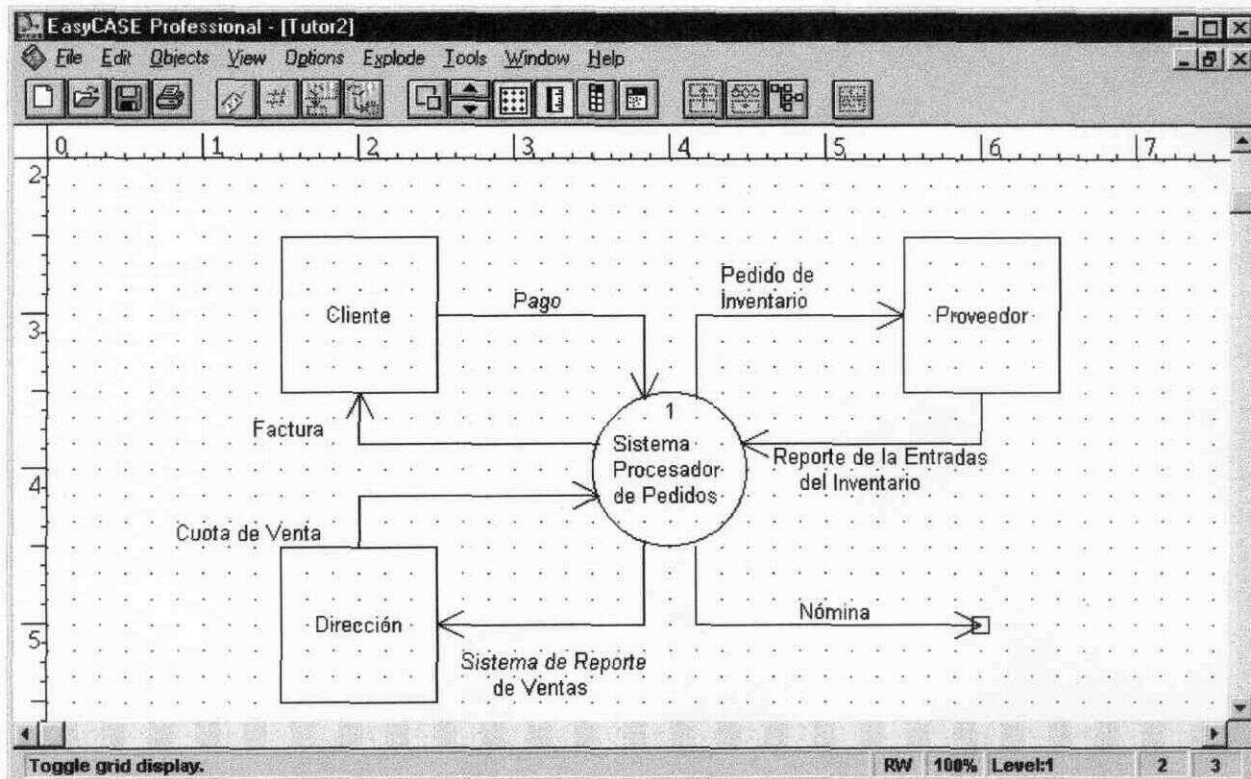 EasyCASE Professional - [Tutor2]
File Edit Objects View Options Explode Tools Window Help
0 1 2 3 4 5 6 7
2
3
4
5
Cliente
Pago
Pedido de
Inventario
Proveedor
Factura
1
Sistema
Procesador
de Pedidos
Reporte de la Entradas
del Inventario
Cuota de Venta
Dirección
Sistema de Reporte
de Ventas
Nómina
Toggle grid display. RW 100% Level:1 2 3